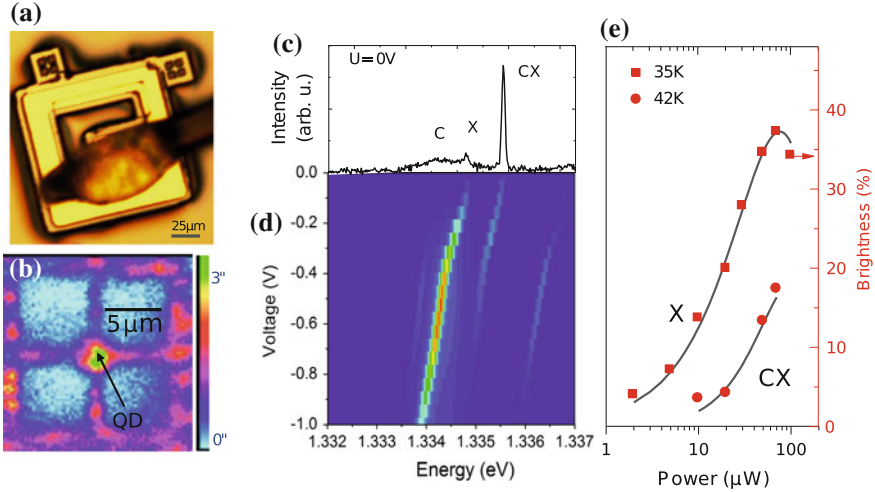 (a)
25µm
(b)
3"
5µm
QD
0"
(c)
U=0V
Intensity
(arb. u.)
0.0
C
X
CX
(d)
Voltage (V)
-0.2
-0.4
-0.6
-0.8
-1.0
1.332
1.333
1.334
1.335
1.336
1.337
Energy (eV)
(e)
35K
42K
X
CX
40
30
20
10
0
Brightness (%)
1
10
100
Power (µW)